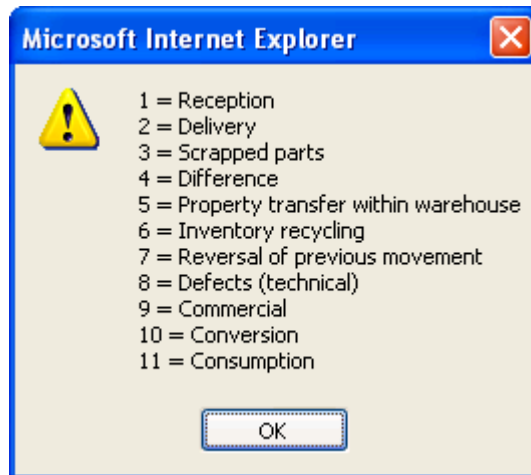 Microsoft Internet Explorer
1 = Reception
2 = Delivery
3 = Scrapped parts
4 = Difference
5 = Property transfer within warehouse
6 = Inventory recycling
7 = Reversal of previous movement
8 = Defects (technical)
9 = Commercial
10 = Conversion
11 = Consumption
OK